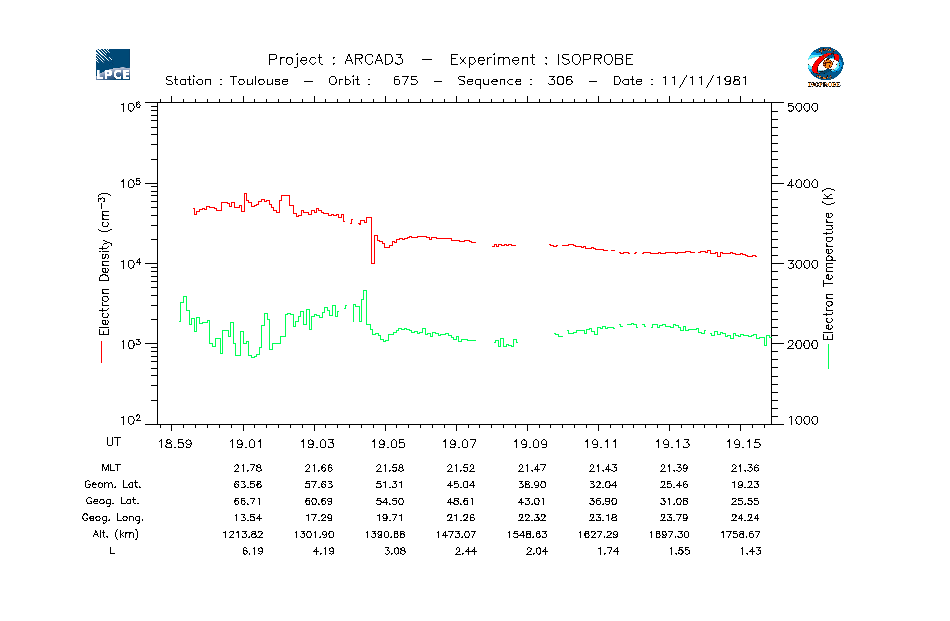 LPCE
Project : ARCAD3 – Experiment : ISOPROBE
ISOPROBE
Station : Toulouse – Orbit : 675 – Sequence : 306 – Date : 11/11/1981
10⁶ 5000
10⁵ 4000
10⁴ 3000
10³ 2000
10² 1000
Electron Density (cm⁻³)
Electron Temperature (K)
UT 18.59 19.01 19.03 19.05 19.07 19.09 19.11 19.13 19.15
MLT 21.78 21.66 21.58 21.52 21.47 21.43 21.39 21.36
Geom. Lat. 63.56 57.63 51.31 45.04 38.90 32.04 25.46 19.23
Geog. Lat. 66.71 60.69 54.50 48.61 43.01 36.90 31.08 25.55
Geog. Long. 13.54 17.29 19.71 21.26 22.32 23.18 23.79 24.24
Alt. (km) 1213.82 1301.90 1390.88 1473.07 1548.63 1627.29 1697.30 1758.67
L 6.19 4.19 3.08 2.44 2.04 1.74 1.55 1.43